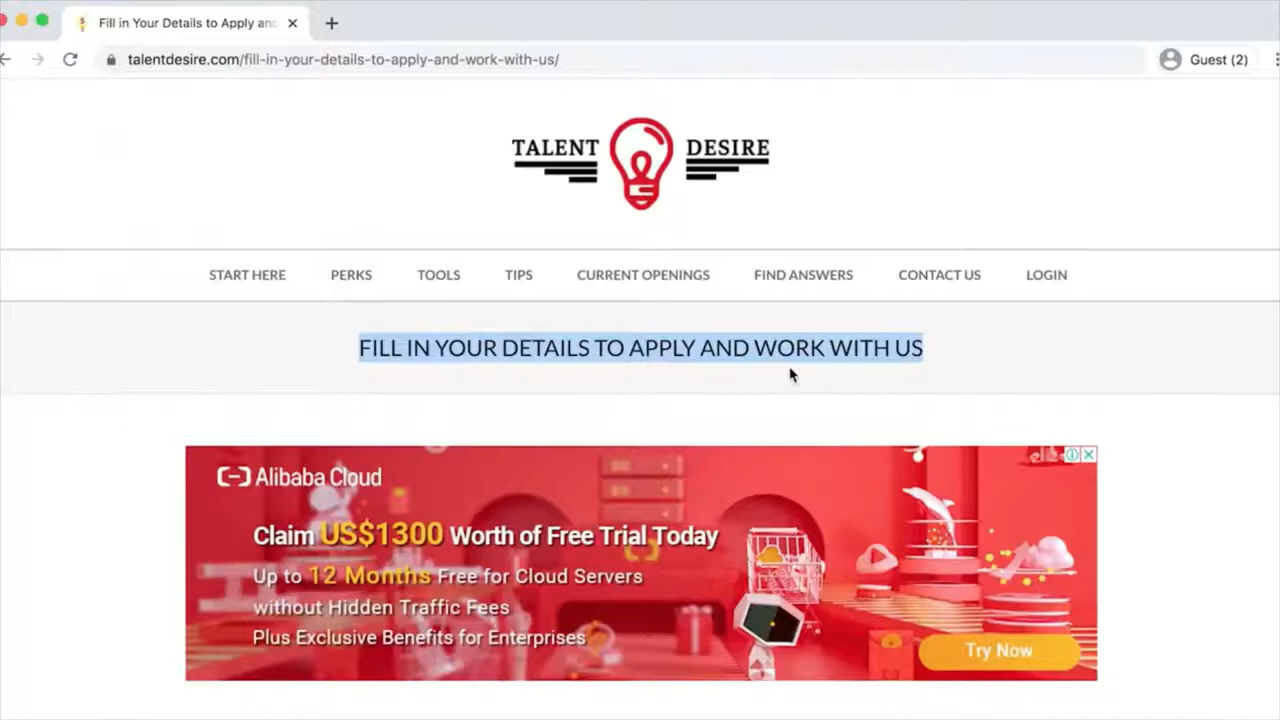 Fill in Your Details to Apply an
talentdesire.com/fill-in-your-details-to-apply-and-work-with-us/
Guest (2)
TALENT DESIRE
START HERE PERKS TOOLS TIPS CURRENT OPENINGS FIND ANSWERS CONTACT US LOGIN
FILL IN YOUR DETAILS TO APPLY AND WORK WITH US
Alibaba Cloud
Claim US$1300 Worth of Free Trial Today
Up to 12 Months Free for Cloud Servers
without Hidden Traffic Fees
Plus Exclusive Benefits for Enterprises
Try Now